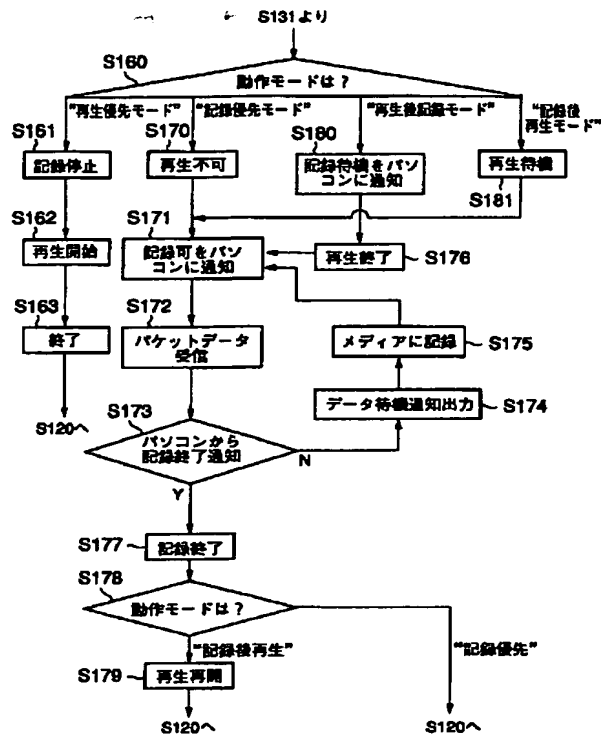 S131より
S160
動作モードは？
"再生優先モード"
"記録優先モード"
"再生後記録モード"
"記録後
再生モード"
S161
記録停止
S170
再生不可
S180
記録待機をパソ
コンに通知
再生待機
S181
S162
再生開始
S171
記録可をパソ
コンに通知
再生終了
S176
S163
終了
S172
パケットデータ
受信
メディアに記録
S175
データ待機通知出力
S174
S120へ
S173
パソコンから
記録終了通知
N
Y
S177
記録終了
S178
動作モードは？
"記録後再生"
"記録優先"
S179
再生再開
S120へ
S120へ